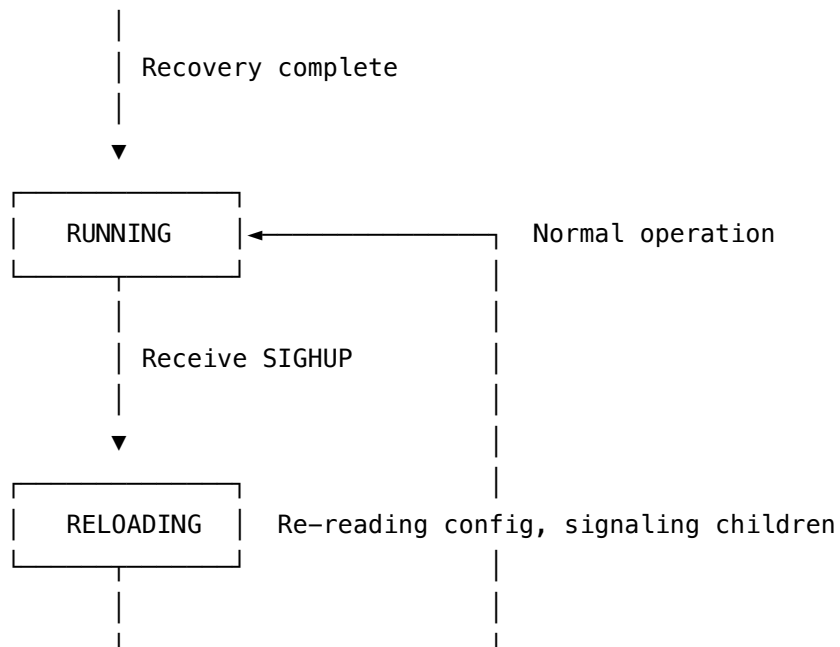 Recovery complete
RUNNING Normal operation
Receive SIGHUP
RELOADING Re-reading config, signaling children